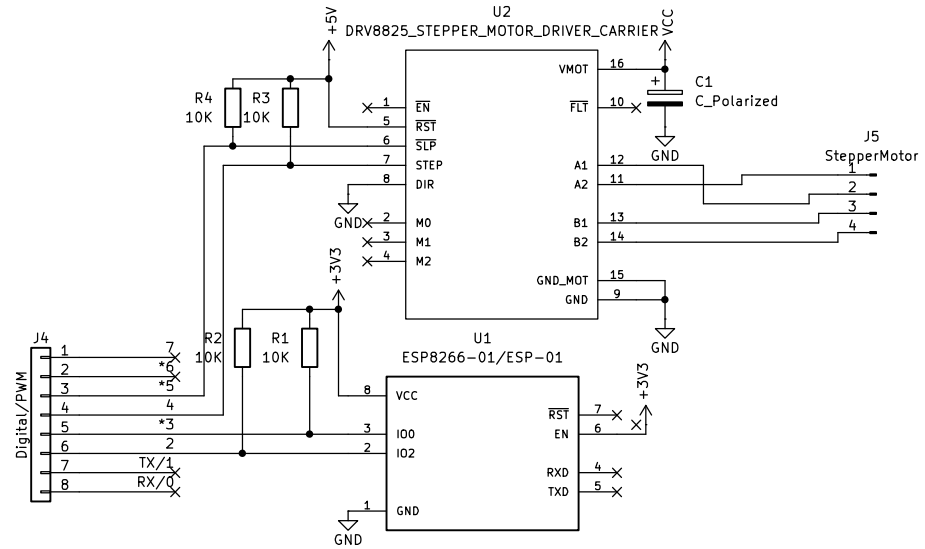 U2
DRV8825_STEPPER_MOTOR_DRIVER_CARRIER
+5V
VCC
R4
10K
R3
10K
1 EN
5 RST
6 SLP
7 STEP
8 DIR
2 M0
3 M1
4 M2
GND
VMOT 16
FLT 10
A1 12
A2 11
B1 13
B2 14
GND_MOT 15
GND 9
+
C1
C_Polarized
GND
J5
StepperMotor
1
2
3
4
GND
+3V3
R2
10K
R1
10K
U1
ESP8266-01/ESP-01
8 VCC
3 IO0
2 IO2
1 GND
RST 7
EN 6
RXD 4
TXD 5
+3V3
GND
J4
Digital/PWM
1 7
2 *6
3 *5
4 4
5 *3
6 2
7 TX/1
8 RX/0